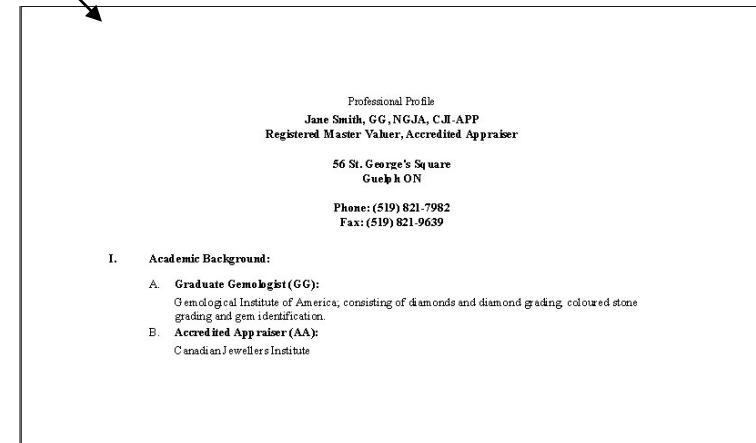 Professional Profile
Jane Smith, GG, NGJA, CJI-APP
Registered Master Valuer, Accredited Appraiser
56 St. George's Square
Guelph ON
Phone: (519) 821-7982
Fax: (519) 821-9639
I. Academic Background:
A. Graduate Gemologist (GG):
Gemological Institute of America; consisting of diamonds and diamond grading, coloured stone
grading and gem identification.
B. Accredited Appraiser (AA):
Canadian Jewellers Institute